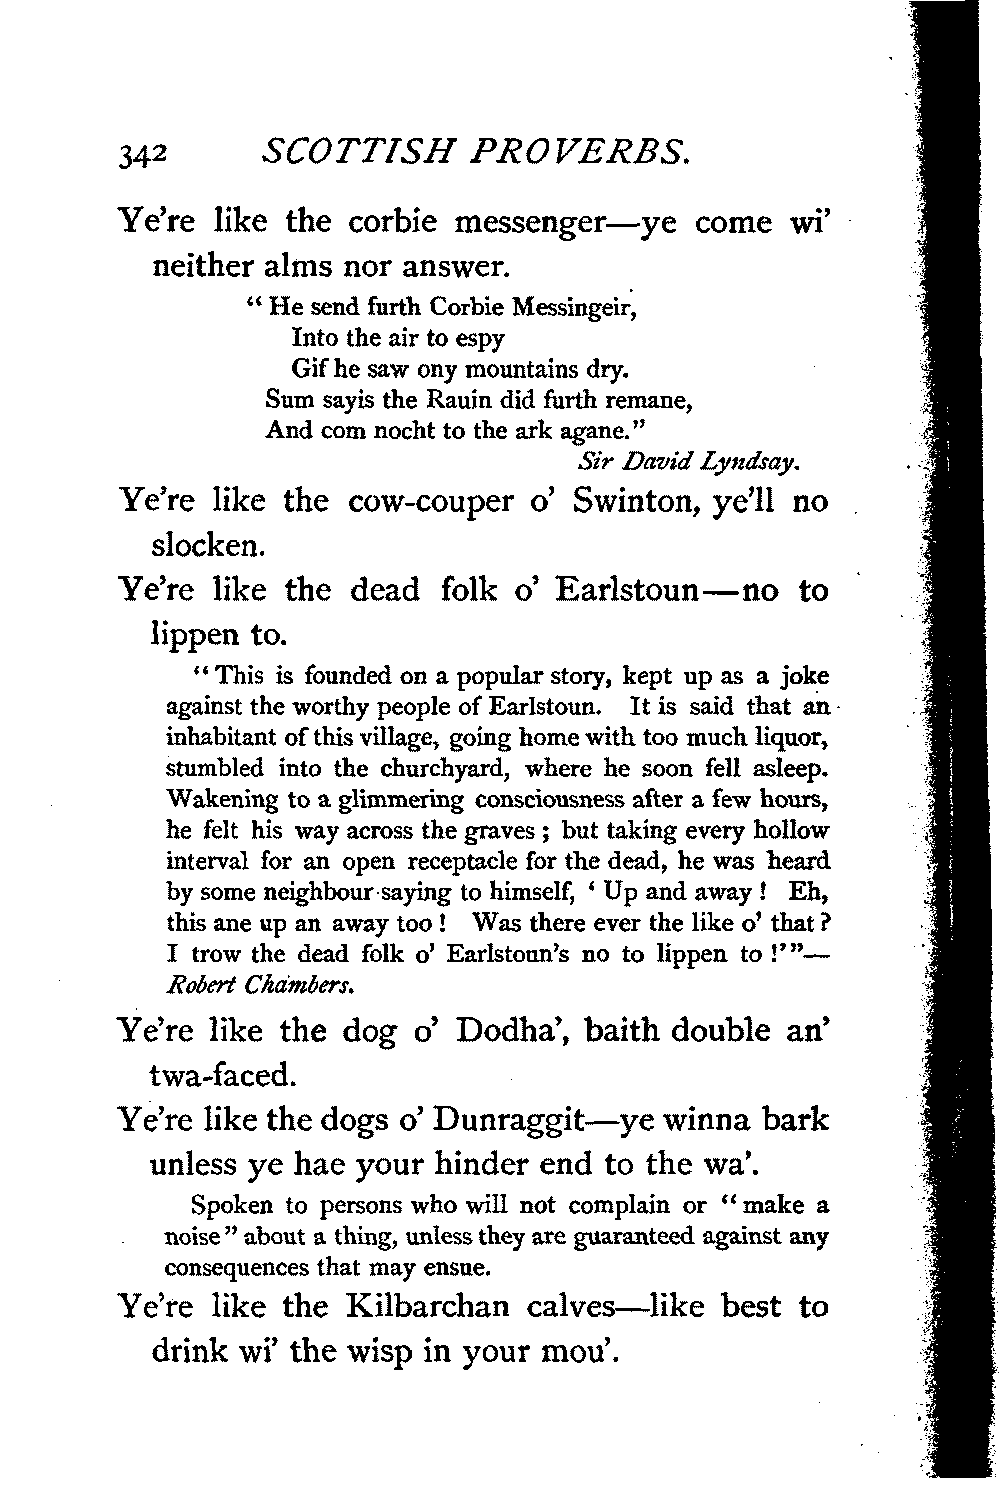 342 SCOTTISH PROVERBS.
Ye're like the corbie messenger—ye come wi'
neither alms nor answer.
“ He send furth Corbie Messingeir,
Into the air to espy
Gif he saw ony mountains dry.
Sum sayis the Rauin did furth remane,
And com nocht to the ark agane.”
Sir David Lyndsay.
Ye're like the cow-couper o' Swinton, ye'll no
slocken.
Ye're like the dead folk o' Earlstoun—no to
lippen to.
“ This is founded on a popular story, kept up as a joke
against the worthy people of Earlstoun. It is said that an
inhabitant of this village, going home with too much liquor,
stumbled into the churchyard, where he soon fell asleep.
Wakening to a glimmering consciousness after a few hours,
he felt his way across the graves ; but taking every hollow
interval for an open receptacle for the dead, he was heard
by some neighbour saying to himself, ‘ Up and away ! Eh,
this ane up an away too ! Was there ever the like o' that ?
I trow the dead folk o' Earlstoun's no to lippen to !’”—
Robert Chambers.
Ye're like the dog o' Dodha', baith double an'
twa-faced.
Ye're like the dogs o' Dunraggit—ye winna bark
unless ye hae your hinder end to the wa'.
Spoken to persons who will not complain or “ make a
noise” about a thing, unless they are guaranteed against any
consequences that may ensue.
Ye're like the Kilbarchan calves—like best to
drink wi' the wisp in your mou'.